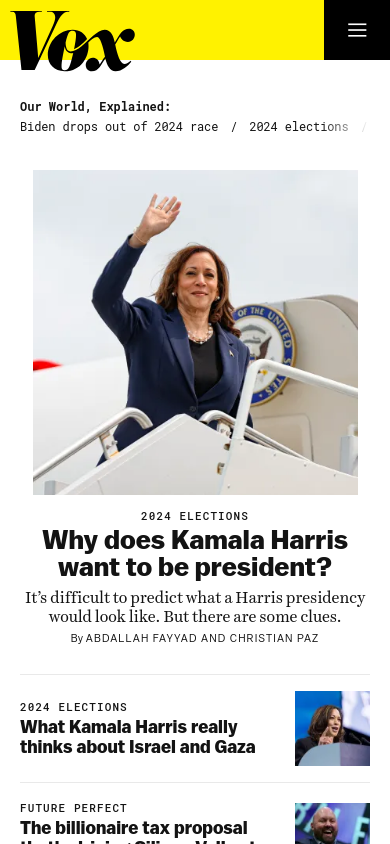 Vox
Our World, Explained:
Biden drops out of 2024 race / 2024 elections /
2024 ELECTIONS
Why does Kamala Harris
want to be president?
It’s difficult to predict what a Harris presidency
would look like. But there are some clues.
By ABDALLAH FAYYAD AND CHRISTIAN PAZ
2024 ELECTIONS
What Kamala Harris really
thinks about Israel and Gaza
FUTURE PERFECT
The billionaire tax proposal